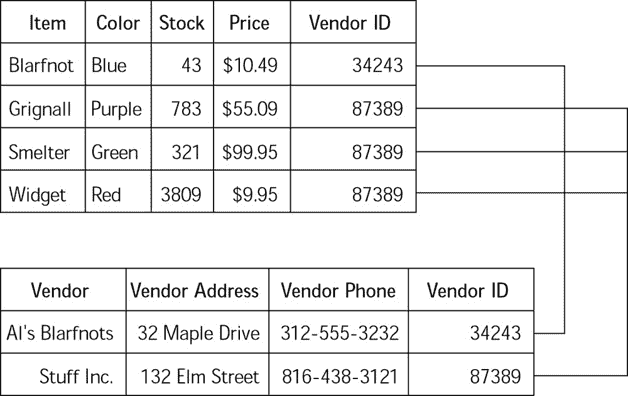 Item Color Stock Price Vendor ID
Blarfnot Blue 43 $10.49 34243
Grignall Purple 783 $55.09 87389
Smelter Green 321 $99.95 87389
Widget Red 3809 $9.95 87389
Vendor Vendor Address Vendor Phone Vendor ID
Al's Blarfnots 32 Maple Drive 312-555-3232 34243
Stuff Inc. 132 Elm Street 816-438-3121 87389